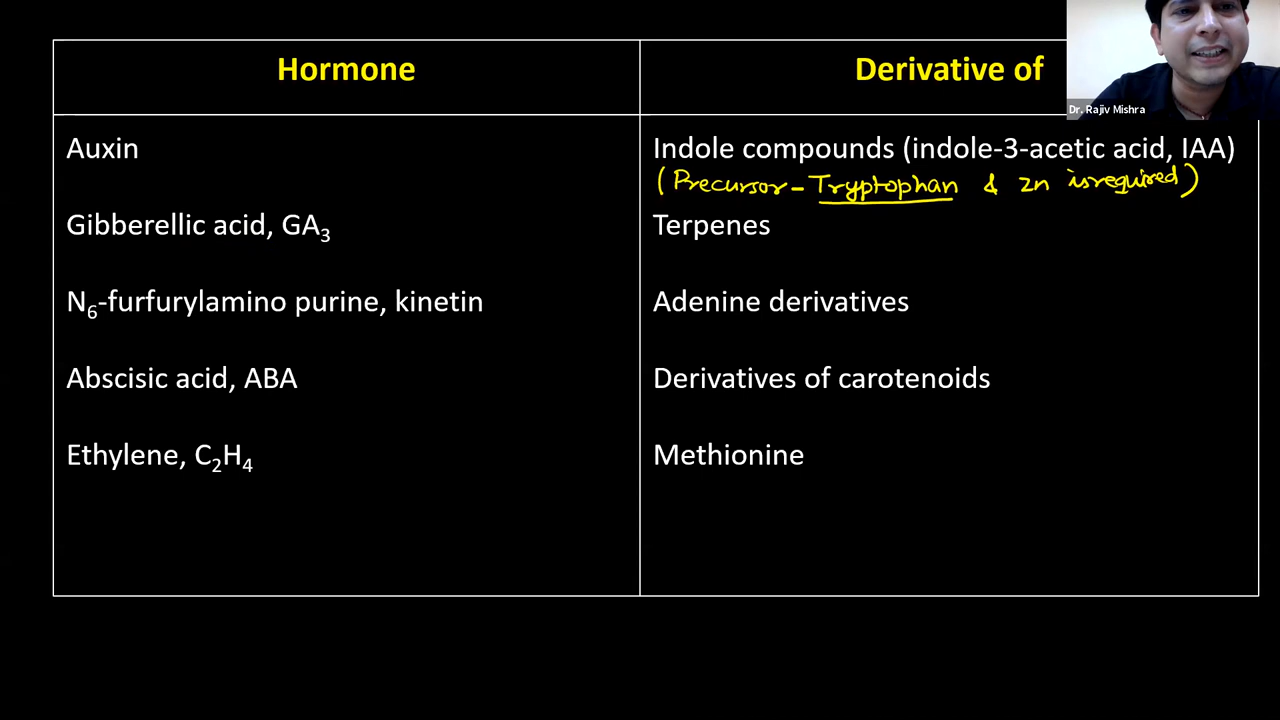 Hormone Derivative of
Dr. Rajiv Mishra
Auxin Indole compounds (indole-3-acetic acid, IAA)
(Precursor - Tryptophan & Zn is required)
Gibberellic acid, GA₃ Terpenes
N₆-furfurylamino purine, kinetin Adenine derivatives
Abscisic acid, ABA Derivatives of carotenoids
Ethylene, C₂H₄ Methionine